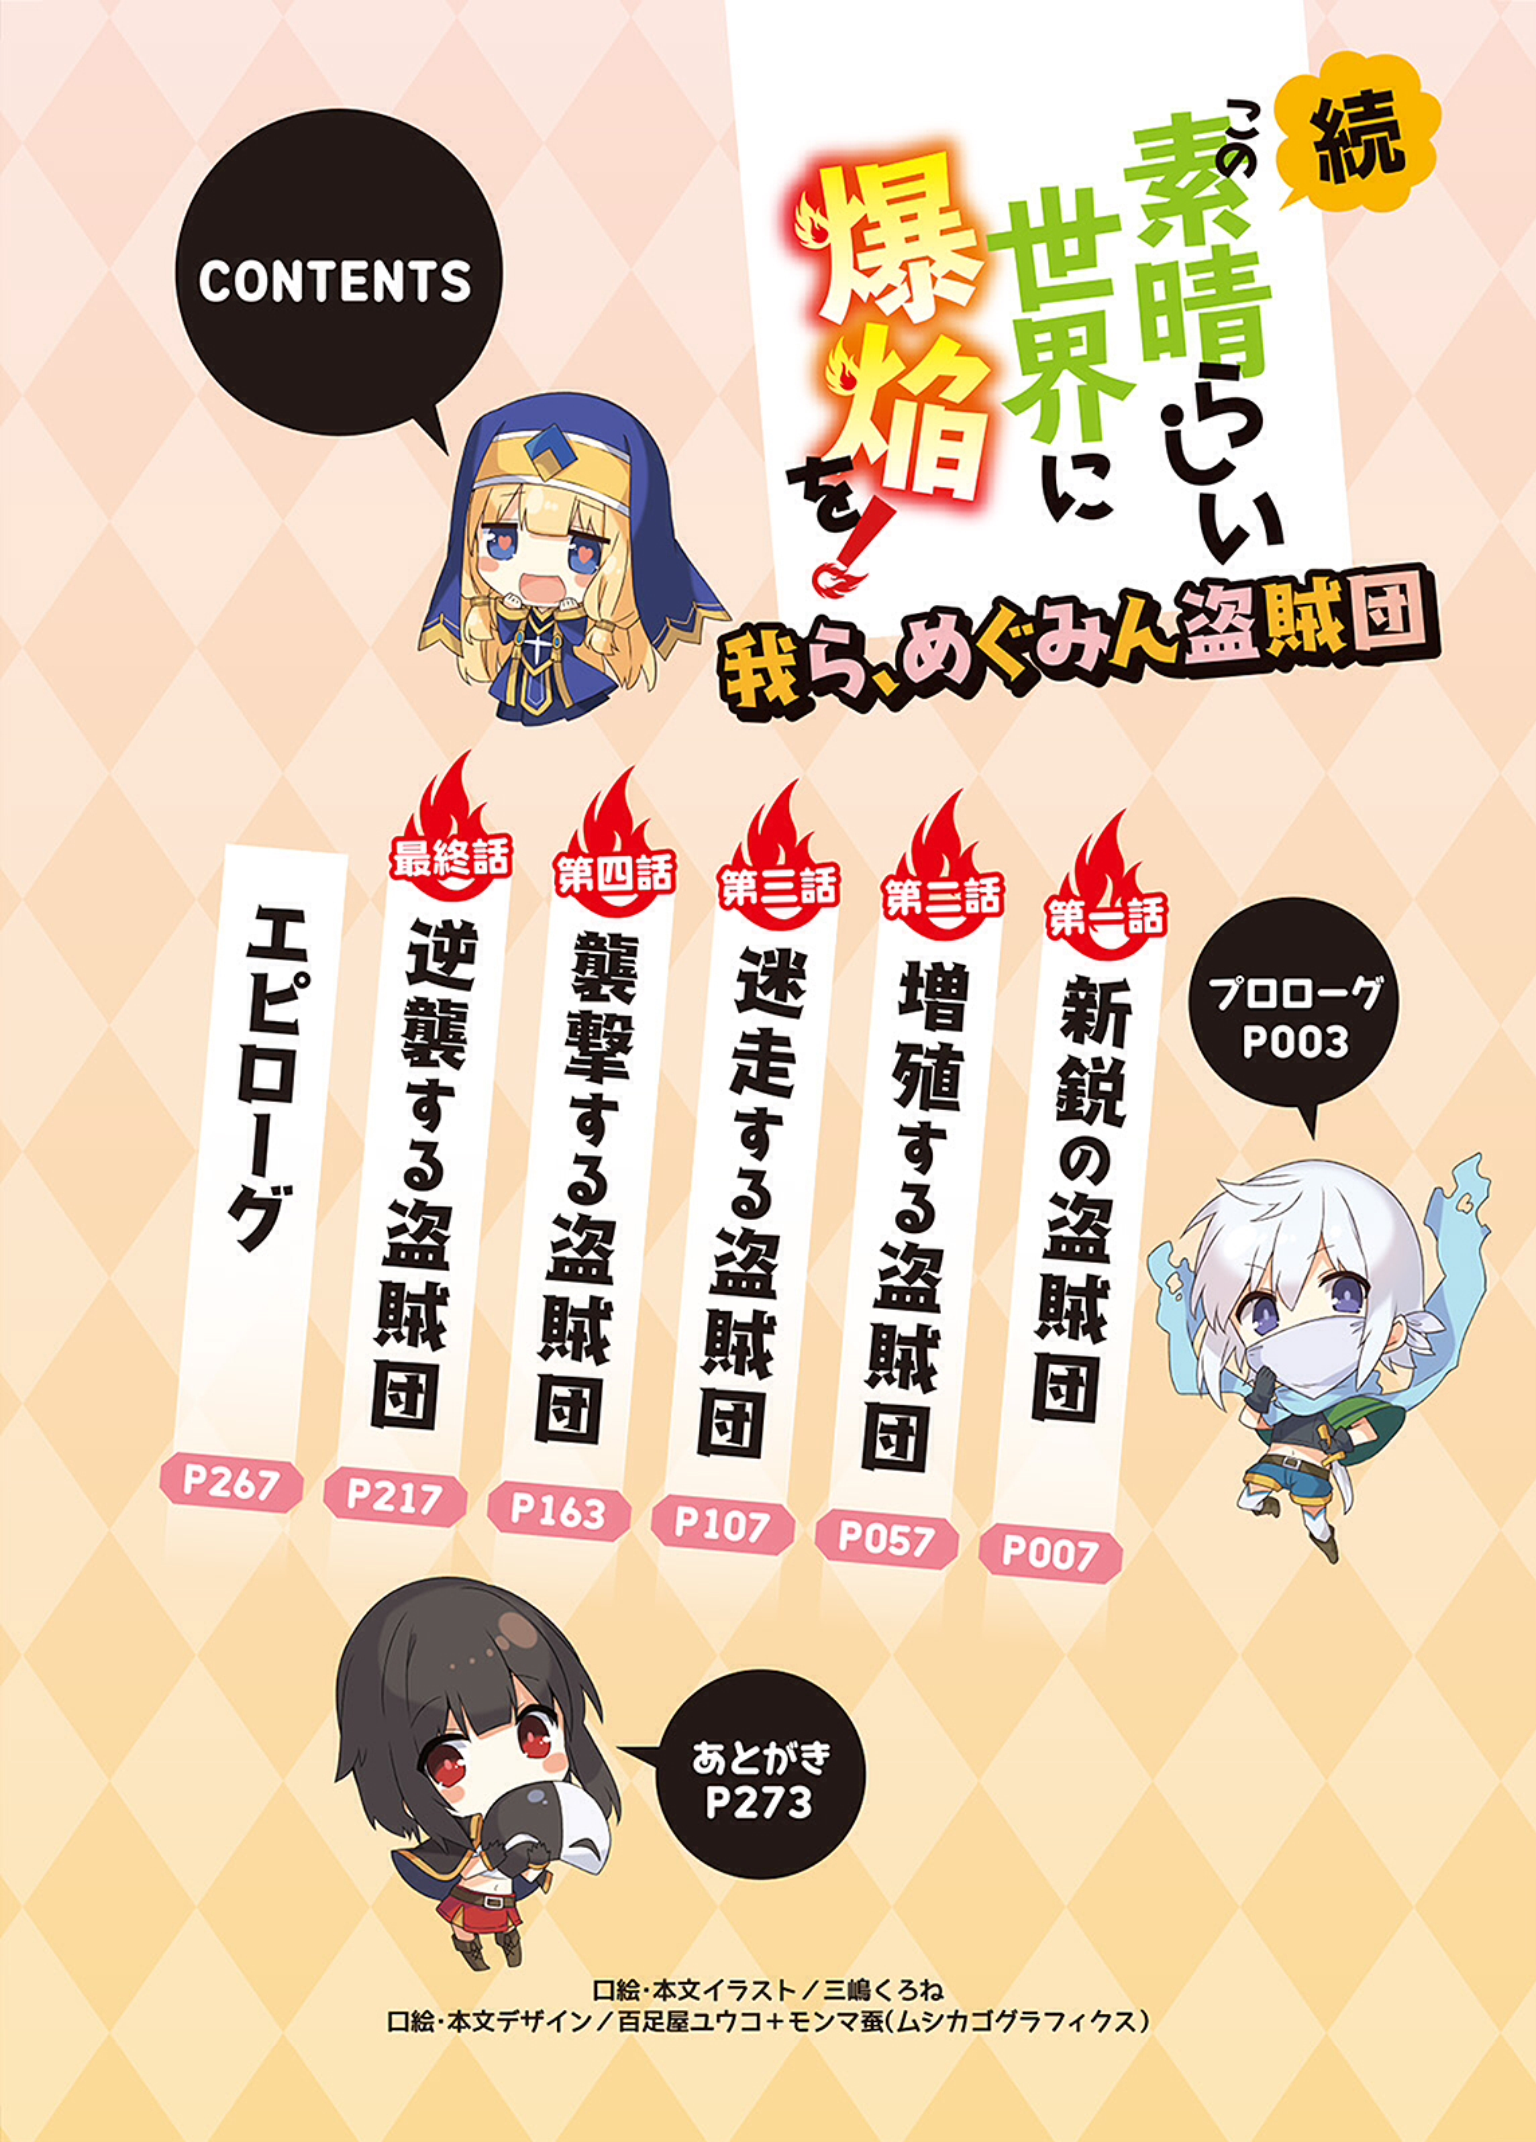 続
この
素晴らしい
世界に
爆焔
を!
我ら、めぐみん盗賊団
CONTENTS
プロローグ
P003
第一話
新鋭の盗賊団
P007
第二話
増殖する盗賊団
P057
第三話
迷走する盗賊団
P107
第四話
襲撃する盗賊団
P163
最終話
逆襲する盗賊団
P217
エピローグ
P267
あとがき
P273
口絵・本文イラスト/三嶋くろね
口絵・本文デザイン/百足屋ユウコ+モンマ蚕(ムシカゴグラフィクス)